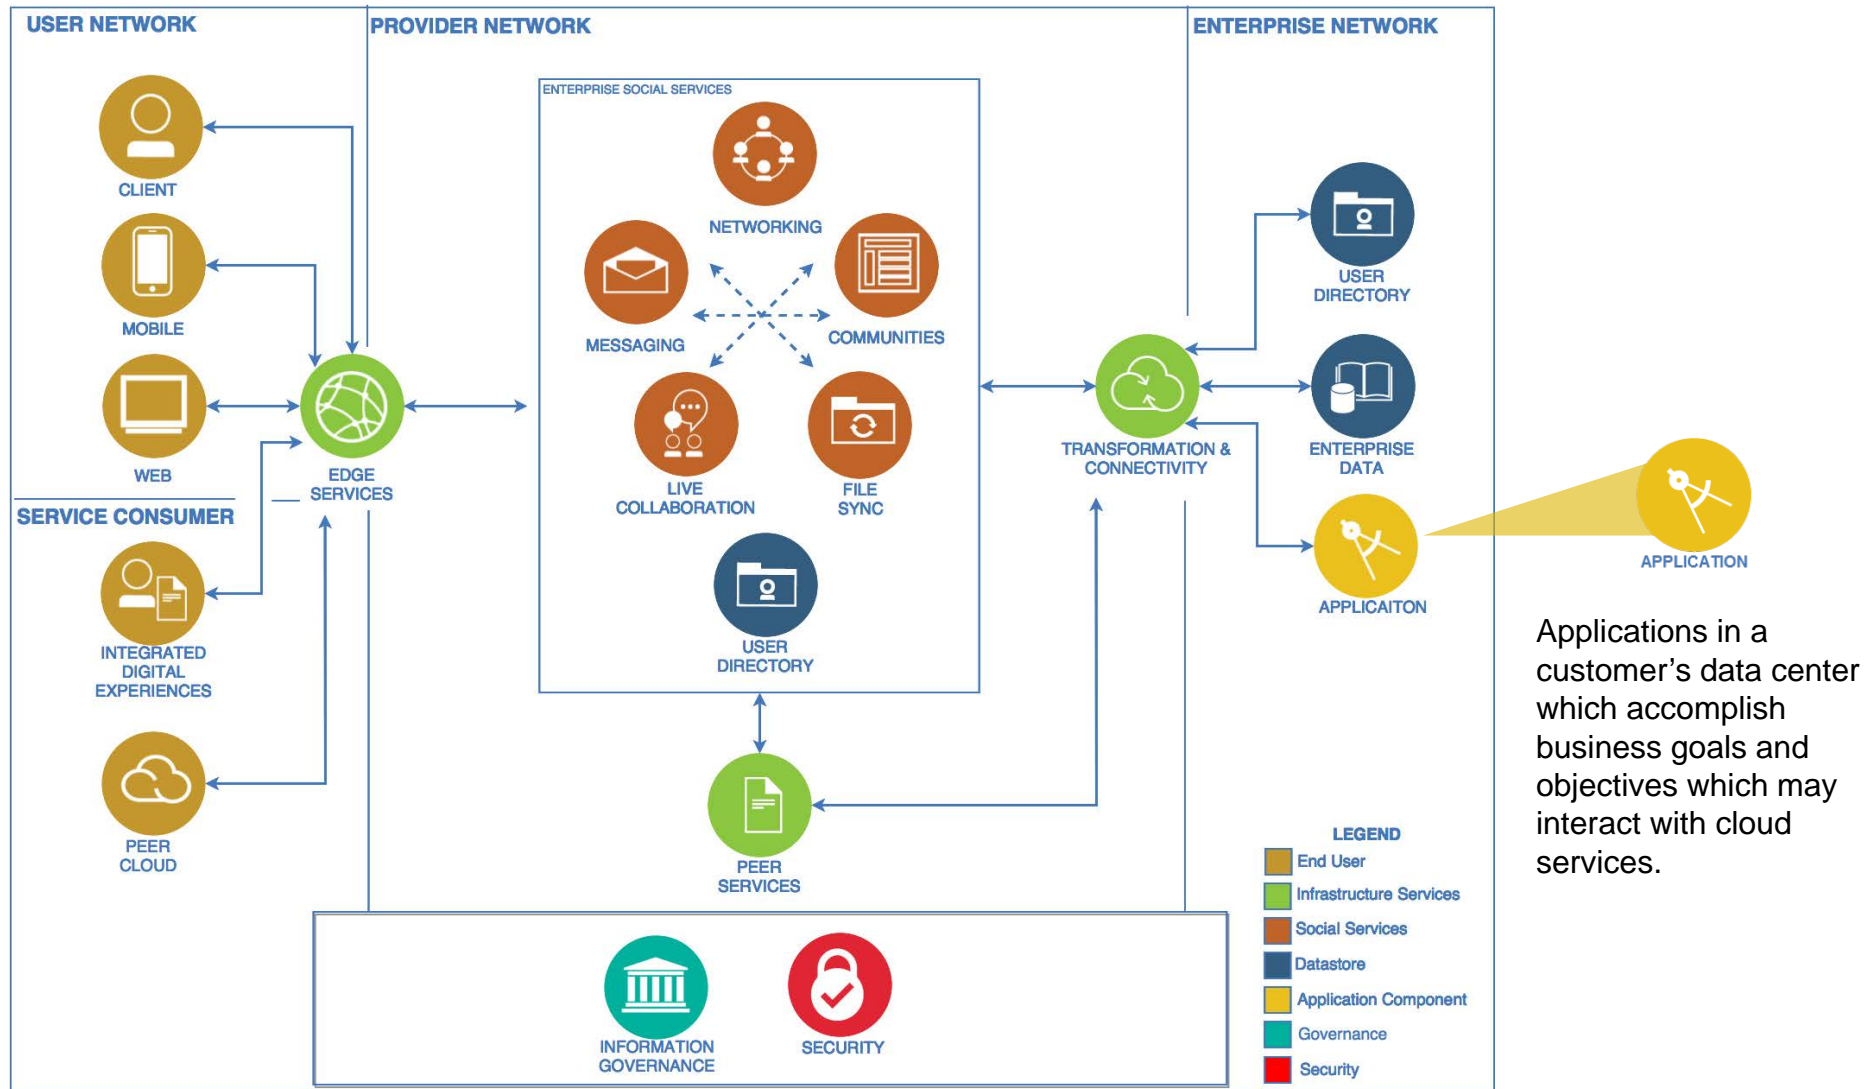 USER NETWORK
PROVIDER NETWORK
ENTERPRISE NETWORK
ENTERPRISE SOCIAL SERVICES
CLIENT
MOBILE
WEB
EDGE
SERVICES
SERVICE CONSUMER
INTEGRATED
DIGITAL
EXPERIENCES
PEER
CLOUD
NETWORKING
MESSAGING
COMMUNITIES
LIVE
COLLABORATION
FILE
SYNC
USER
DIRECTORY
PEER
SERVICES
TRANSFORMATION &
CONNECTIVITY
USER
DIRECTORY
ENTERPRISE
DATA
APPLICAITON
APPLICATION
Applications in a
customer’s data center
which accomplish
business goals and
objectives which may
interact with cloud
services.
INFORMATION
GOVERNANCE
SECURITY
LEGEND
End User
Infrastructure Services
Social Services
Datastore
Application Component
Governance
Security